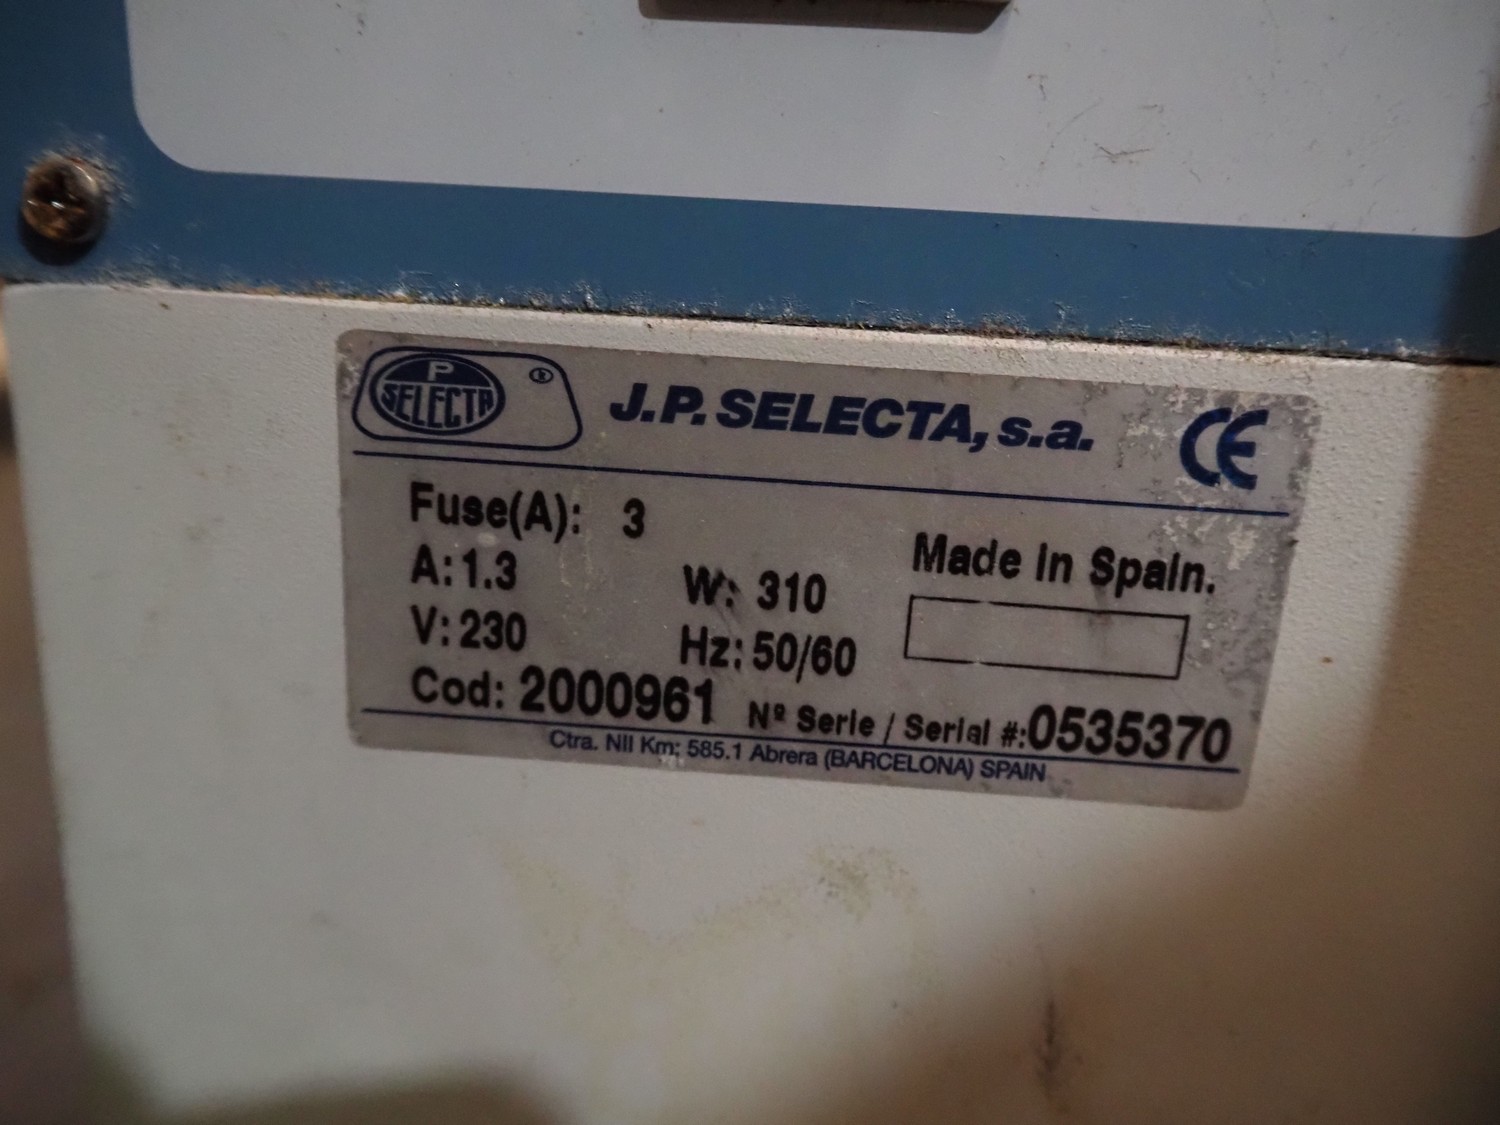 P
SELECTA
®
J.P. SELECTA, s.a.
CE
Fuse(A): 3
A: 1.3
W: 310
Made In Spain.
V: 230
Hz: 50/60
Cod: 2000961
Nº Serie / Serial #: 0535370
Ctra. NII Km: 585.1 Abrera (BARCELONA) SPAIN